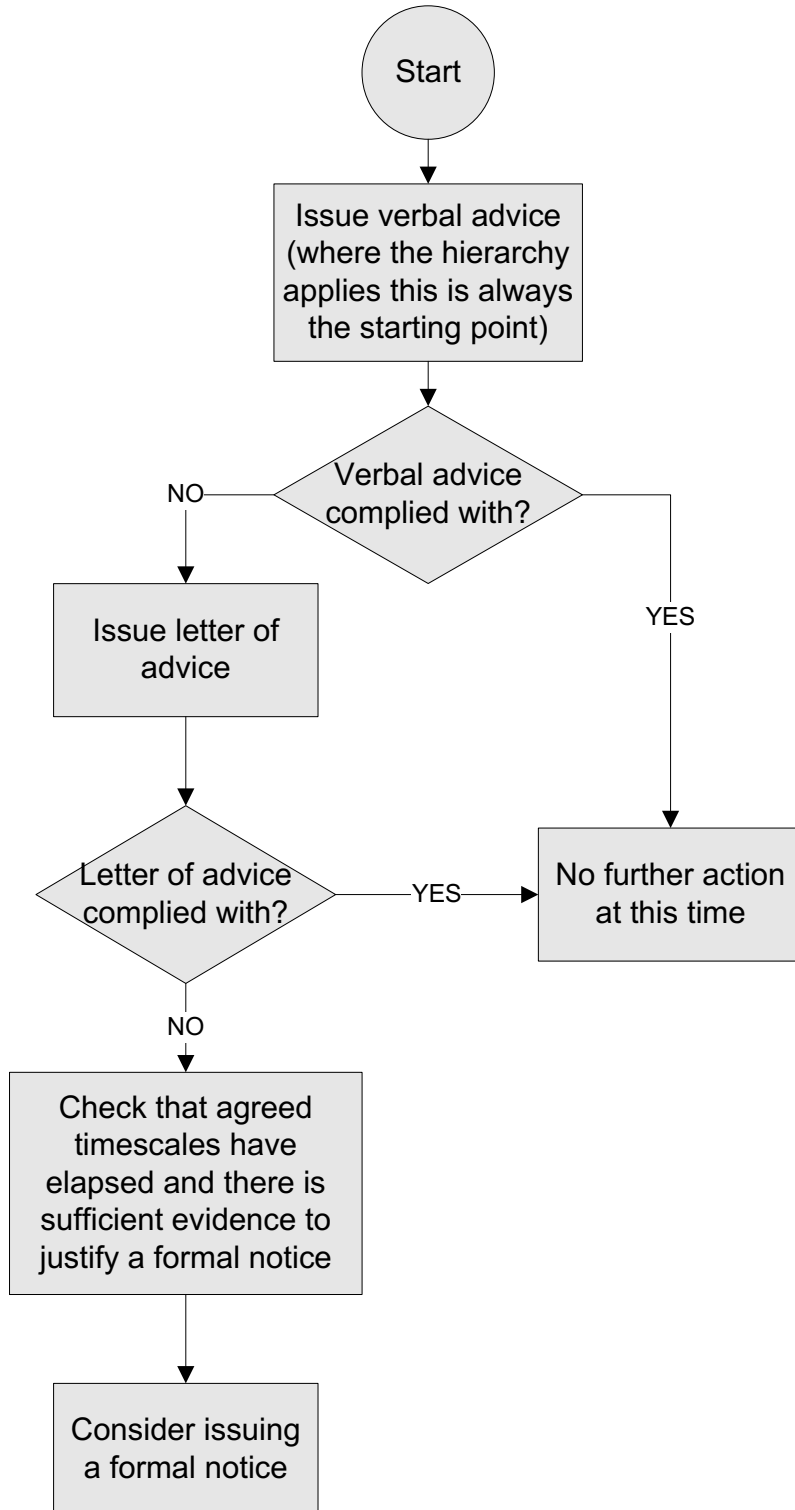 Start
Issue verbal advice
(where the hierarchy
applies this is always
the starting point)
Verbal advice
complied with?
NO
YES
Issue letter of
advice
Letter of advice
complied with?
YES
No further action
at this time
NO
Check that agreed
timescales have
elapsed and there is
sufficient evidence to
justify a formal notice
Consider issuing
a formal notice